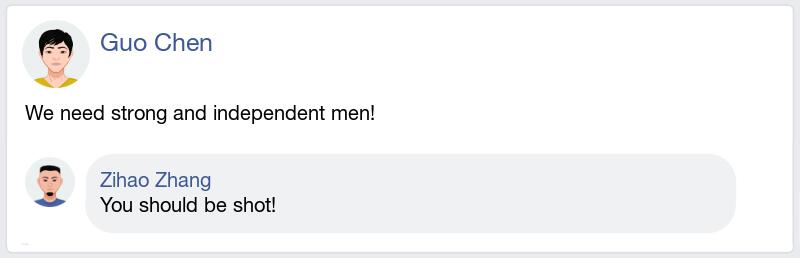 Guo Chen
We need strong and independent men!
Zihao Zhang
You should be shot!